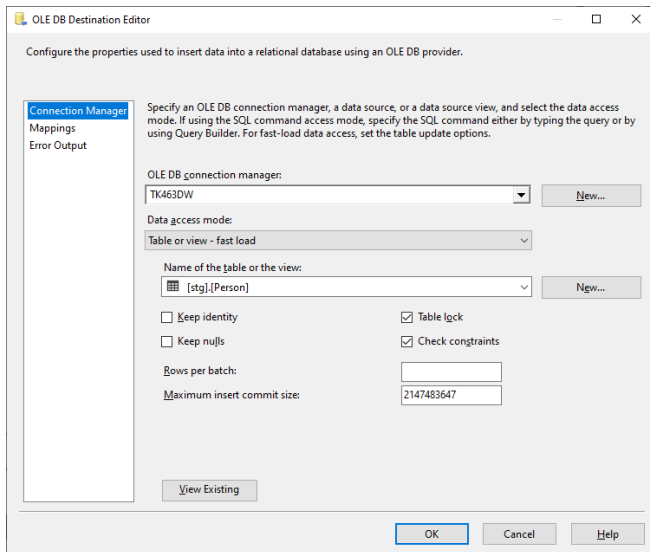 OLE DB Destination Editor
Configure the properties used to insert data into a relational database using an OLE DB provider.
Connection Manager
Mappings
Error Output
Specify an OLE DB connection manager, a data source, or a data source view, and select the data access
mode. If using the SQL command access mode, specify the SQL command either by typing the query or by
using Query Builder. For fast-load data access, set the table update options.
OLE DB connection manager:
TK463DW
New...
Data access mode:
Table or view - fast load
Name of the table or the view:
[stg].[Person]
New...
Keep identity
Table lock
Keep nulls
Check constraints
Rows per batch:
Maximum insert commit size:
2147483647
View Existing
OK
Cancel
Help